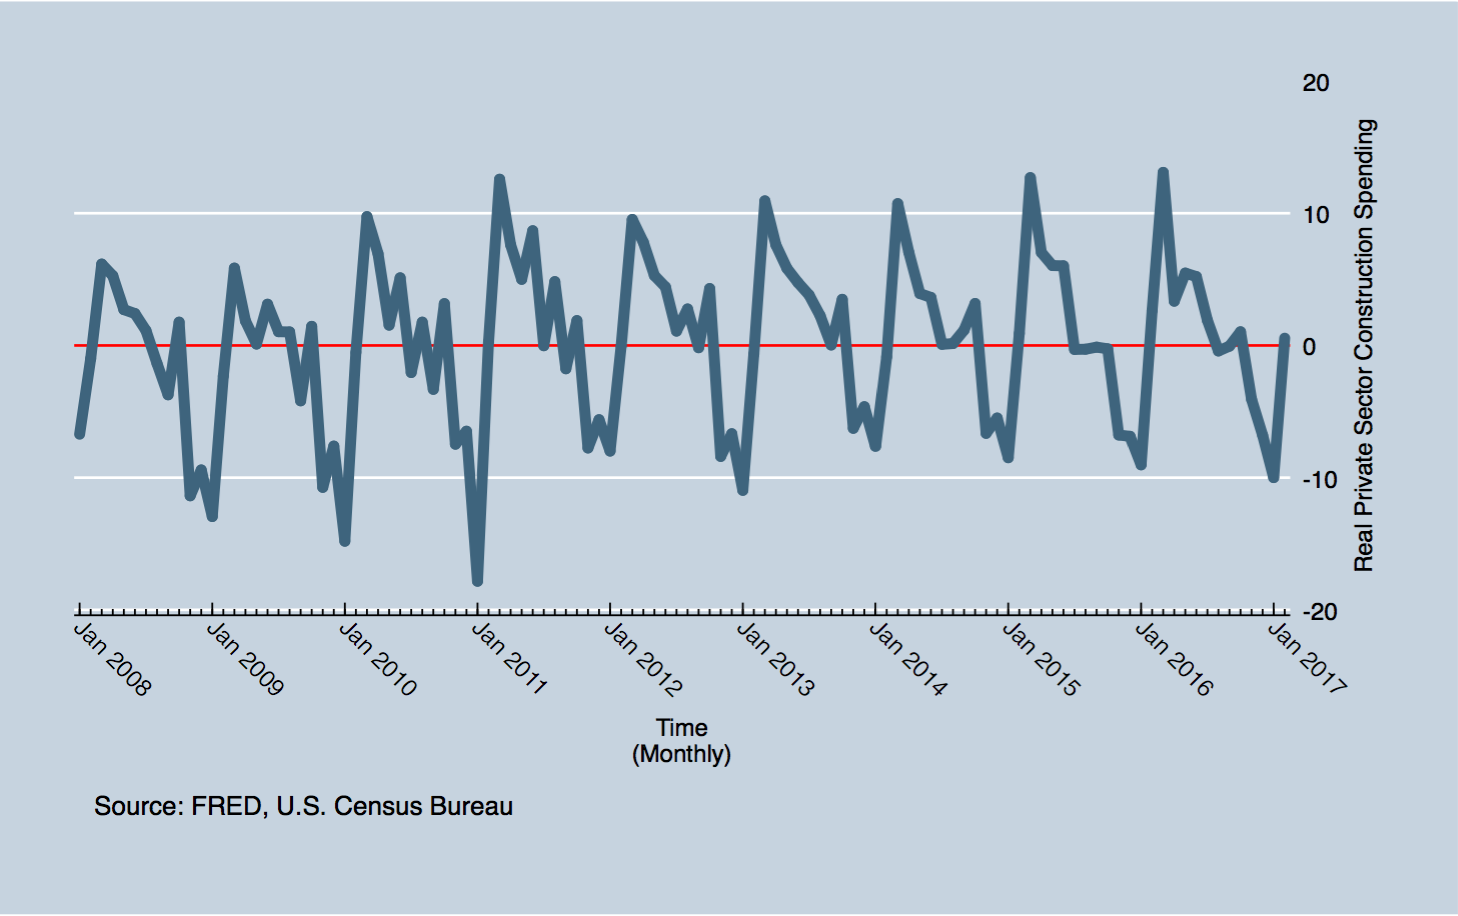 20
10
0
-10
-20
Real Private Sector Construction Spending
Jan 2008
Jan 2009
Jan 2010
Jan 2011
Jan 2012
Jan 2013
Jan 2014
Jan 2015
Jan 2016
Jan 2017
Time
(Monthly)
Source: FRED, U.S. Census Bureau